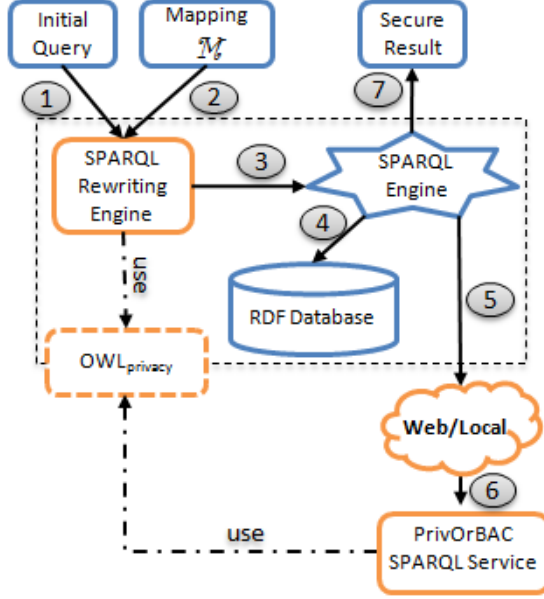 Initial
Query
Mapping
ℳ
Secure
Result
1
2
7
SPARQL
Rewriting
Engine
3
SPARQL
Engine
4
use
RDF Database
5
OWLprivacy
Web/Local
6
use
PrivOrBAC
SPARQL Service